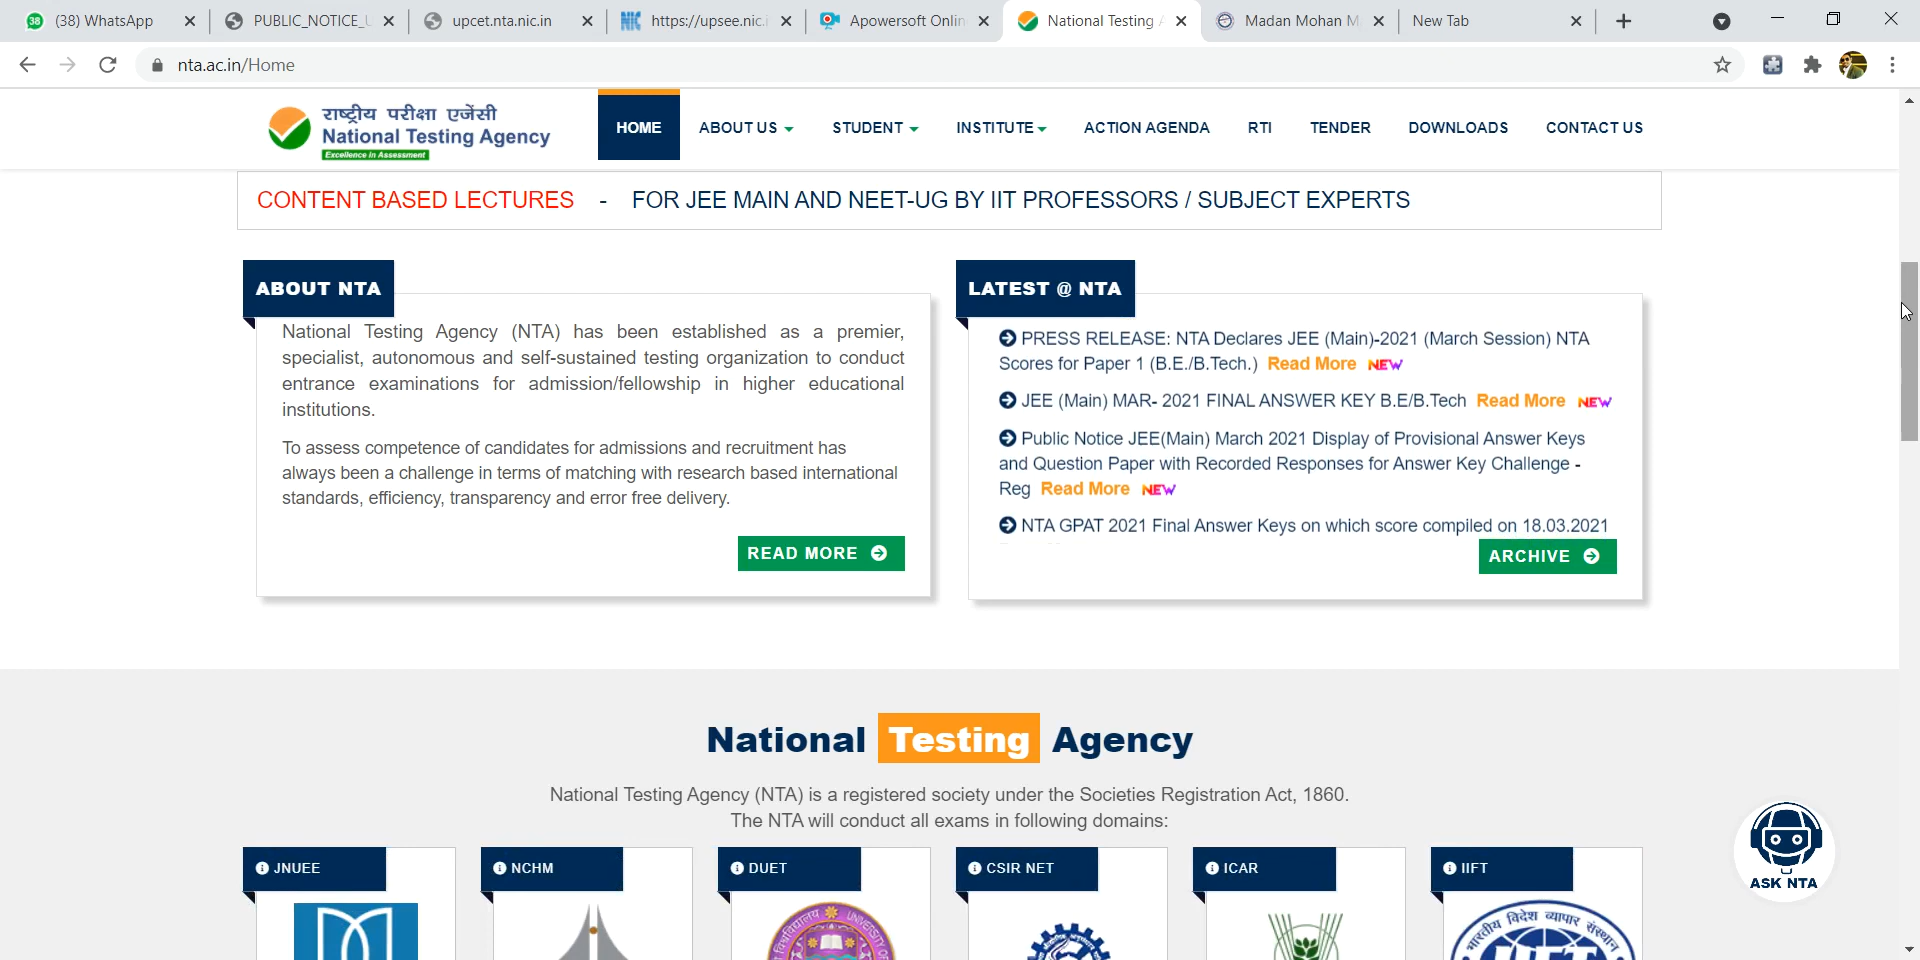 (38) WhatsApp
PUBLIC_NOTICE_U
upcet.nta.nic.in
https://upsee.nic.i
Apowersoft Onlin
National Testing A
Madan Mohan M
New Tab
nta.ac.in/Home
राष्ट्रीय परीक्षा एजेंसी
National Testing Agency
Excellence in Assessment
HOME
ABOUT US
STUDENT
INSTITUTE
ACTION AGENDA
RTI
TENDER
DOWNLOADS
CONTACT US
CONTENT BASED LECTURES - FOR JEE MAIN AND NEET-UG BY IIT PROFESSORS / SUBJECT EXPERTS
ABOUT NTA
National Testing Agency (NTA) has been established as a premier,
specialist, autonomous and self-sustained testing organization to conduct
entrance examinations for admission/fellowship in higher educational
institutions.
To assess competence of candidates for admissions and recruitment has
always been a challenge in terms of matching with research based international
standards, efficiency, transparency and error free delivery.
READ MORE
LATEST @ NTA
PRESS RELEASE: NTA Declares JEE (Main)-2021 (March Session) NTA
Scores for Paper 1 (B.E./B.Tech.) Read More NEW
JEE (Main) MAR- 2021 FINAL ANSWER KEY B.E/B.Tech Read More NEW
Public Notice JEE(Main) March 2021 Display of Provisional Answer Keys
and Question Paper with Recorded Responses for Answer Key Challenge -
Reg Read More NEW
NTA GPAT 2021 Final Answer Keys on which score compiled on 18.03.2021
ARCHIVE
National Testing Agency
National Testing Agency (NTA) is a registered society under the Societies Registration Act, 1860.
The NTA will conduct all exams in following domains:
JNUEE
NCHM
DUET
CSIR NET
ICAR
IIFT
भारतीय विदेश व्यापार संस्थान
ASK NTA